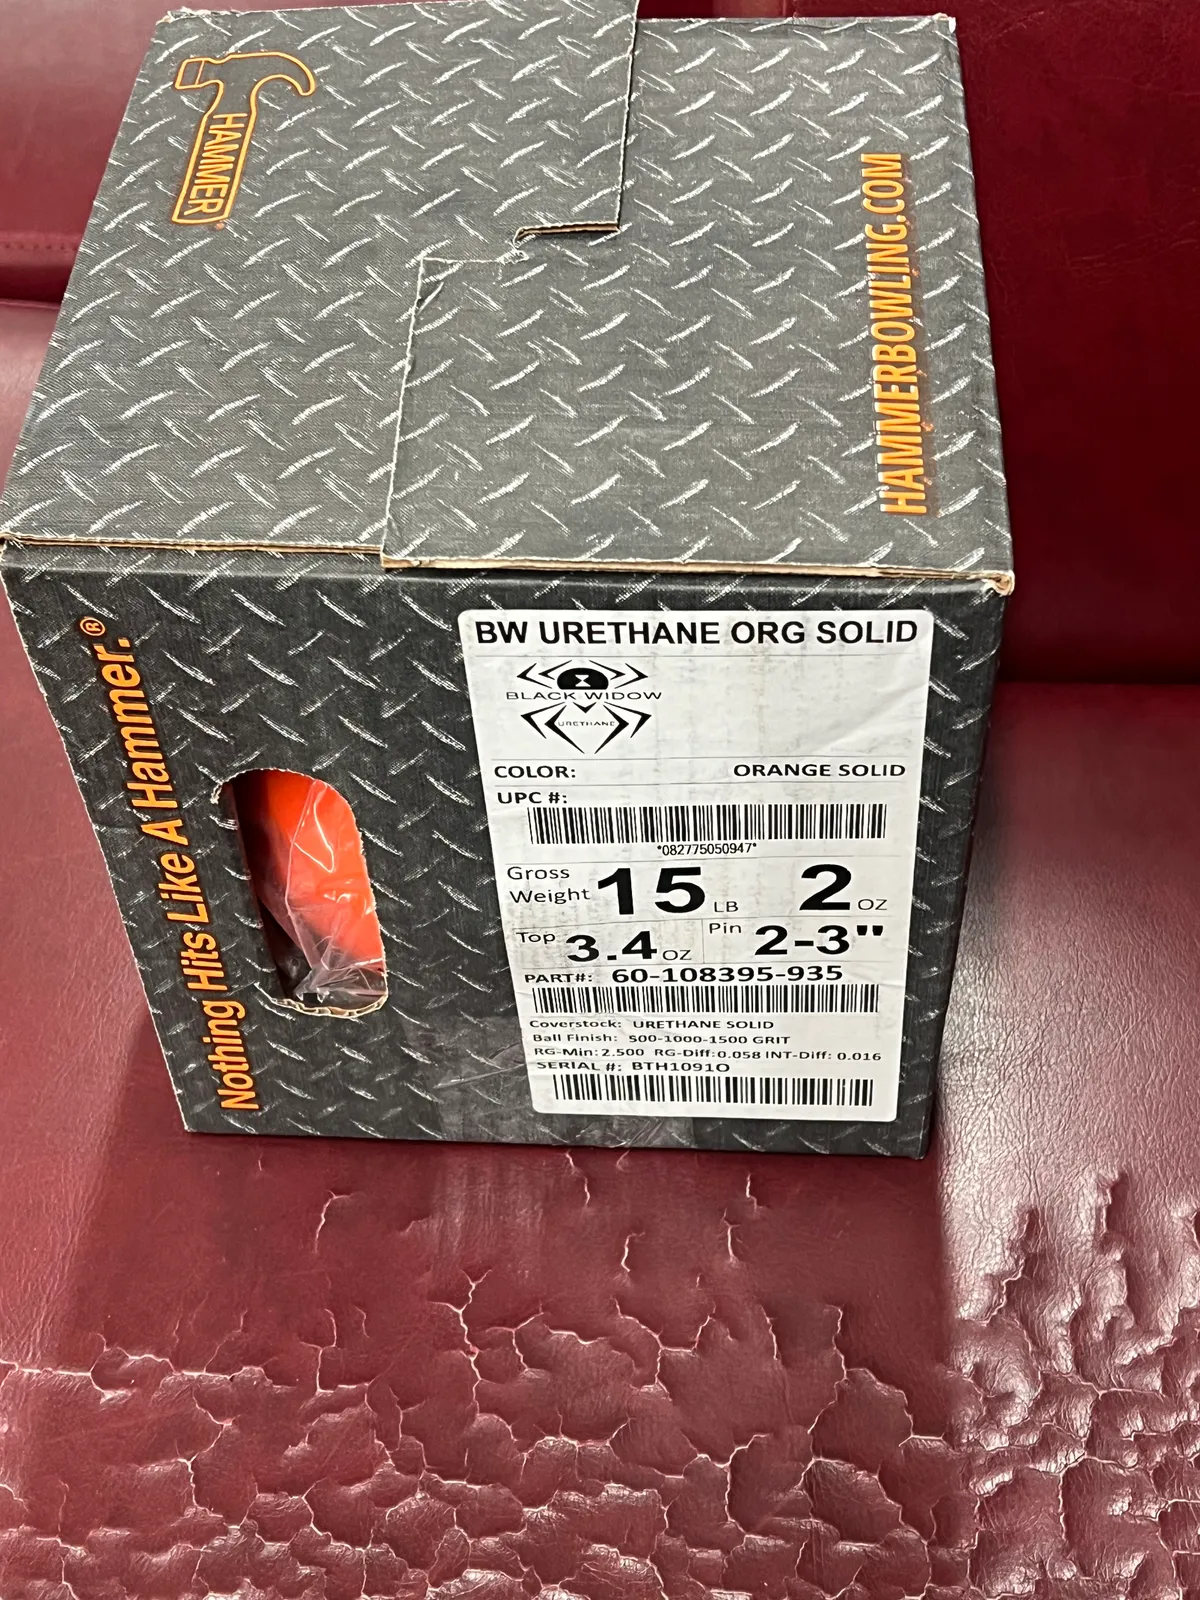 HAMMER
HAMMERBOWLING.COM
Nothing Hits Like A Hammer.®
BW URETHANE ORG SOLID
BLACK WIDOW
URETHANE
COLOR: ORANGE SOLID
UPC #:
*082775050947*
Gross Weight 15 LB 2 OZ
Top 3.4 OZ Pin 2-3"
PART#: 60-108395-935
Coverstock: URETHANE SOLID
Ball Finish: 500-1000-1500 GRIT
RG-Min: 2.500 RG-Diff: 0.058 INT-Diff: 0.016
SERIAL #: BTH1091O